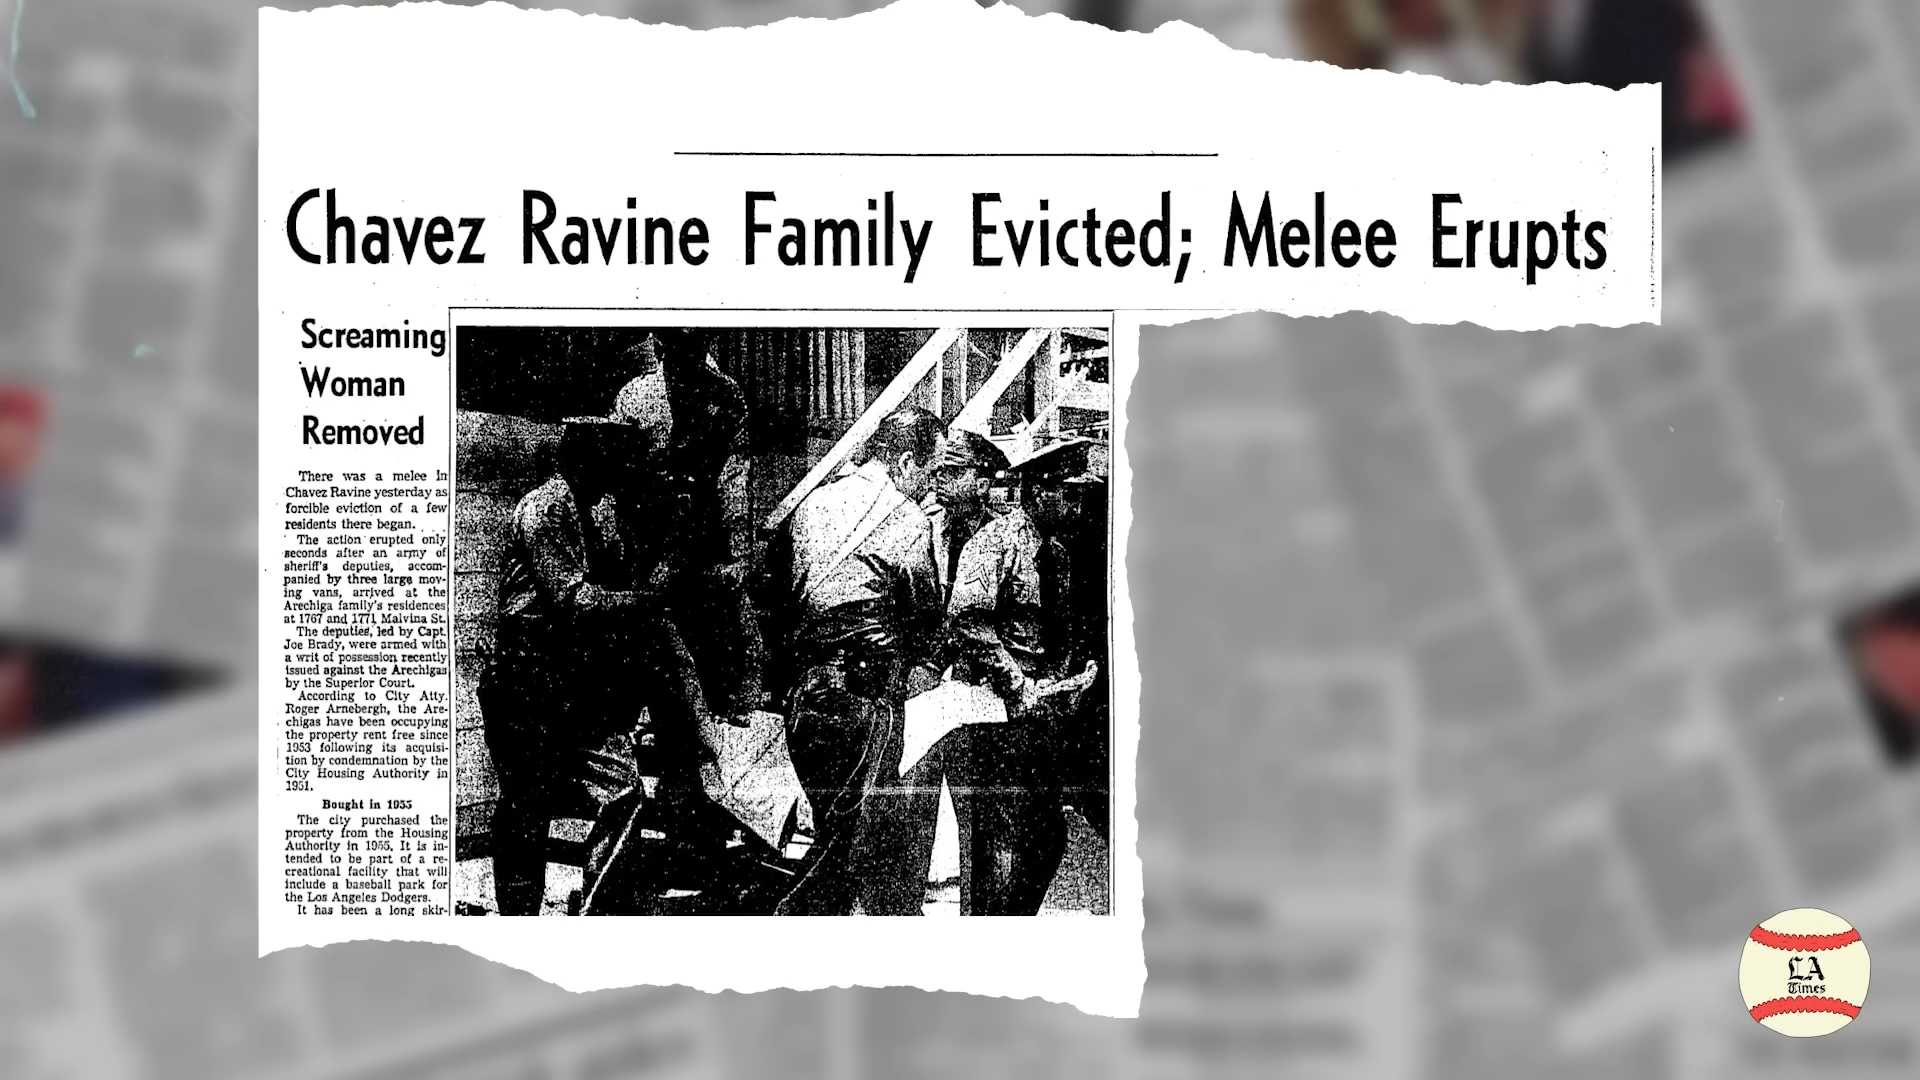 Chavez Ravine Family Evicted; Melee Erupts
Screaming
Woman
Removed
There was a melee in
Chavez Ravine yesterday as
forcible eviction of a few
residents there began.
The action erupted only
seconds after an army of
sheriff's deputies, accom-
panied by three large mov-
ing vans, arrived at the
Arechiga family's residences
at 1767 and 1771 Malvina St.
The deputies, led by Capt.
Joe Brady, were armed with
a writ of possession recently
issued against the Arechigas
by the Superior Court.
According to City Atty.
Roger Arnebergh, the Are-
chigas have been occupying
the property rent free since
1953 following its acquisi-
tion by condemnation by the
City Housing Authority in
1951.
Bought in 1955
The city purchased the
property from the Housing
Authority in 1955. It is in-
tended to be part of a re-
creational facility that will
include a baseball park for
the Los Angeles Dodgers.
It has been a long skir-
LA
Times